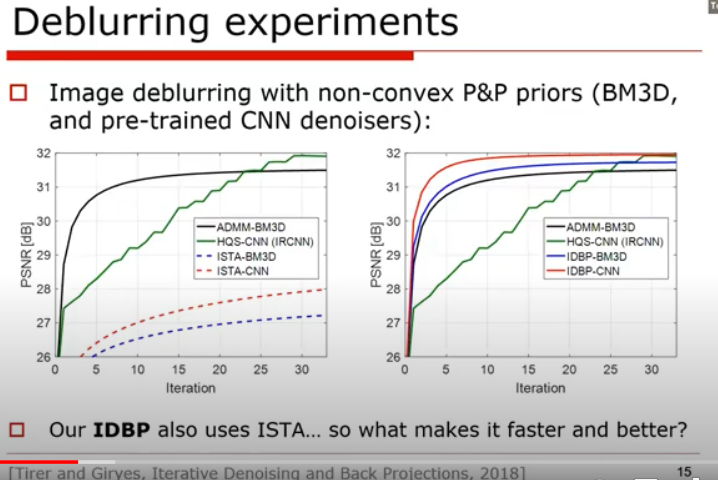 Deblurring experiments
Image deblurring with non-convex P&P priors (BM3D,
and pre-trained CNN denoisers):
32
31
30
29
28
27
26
PSNR [dB]
0 5 10 15 20 25 30
Iteration
ADMM-BM3D
HQS-CNN (IRCNN)
ISTA-BM3D
ISTA-CNN
32
31
30
29
28
27
26
PSNR [dB]
0 5 10 15 20 25 30
Iteration
ADMM-BM3D
HQS-CNN (IRCNN)
IDBP-BM3D
IDBP-CNN
Our IDBP also uses ISTA... so what makes it faster and better?
[Tirer and Giryes, Iterative Denoising and Back Projections, 2018]
15